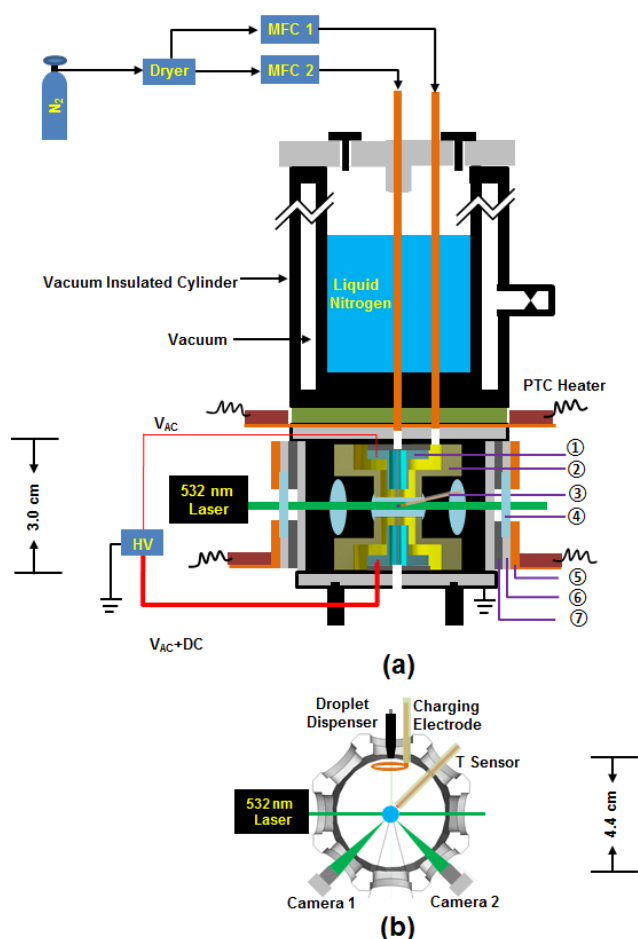 MFC 1
Dryer
MFC 2
N2
Liquid
Nitrogen
Vacuum Insulated Cylinder
Vacuum
PTC Heater
VAC
①
②
532 nm
Laser
③
④
3.0 cm
HV
⑤
⑥
⑦
VAC+DC
(a)
Droplet
Dispenser
Charging
Electrode
T Sensor
532 nm
Laser
4.4 cm
Camera 1
Camera 2
(b)